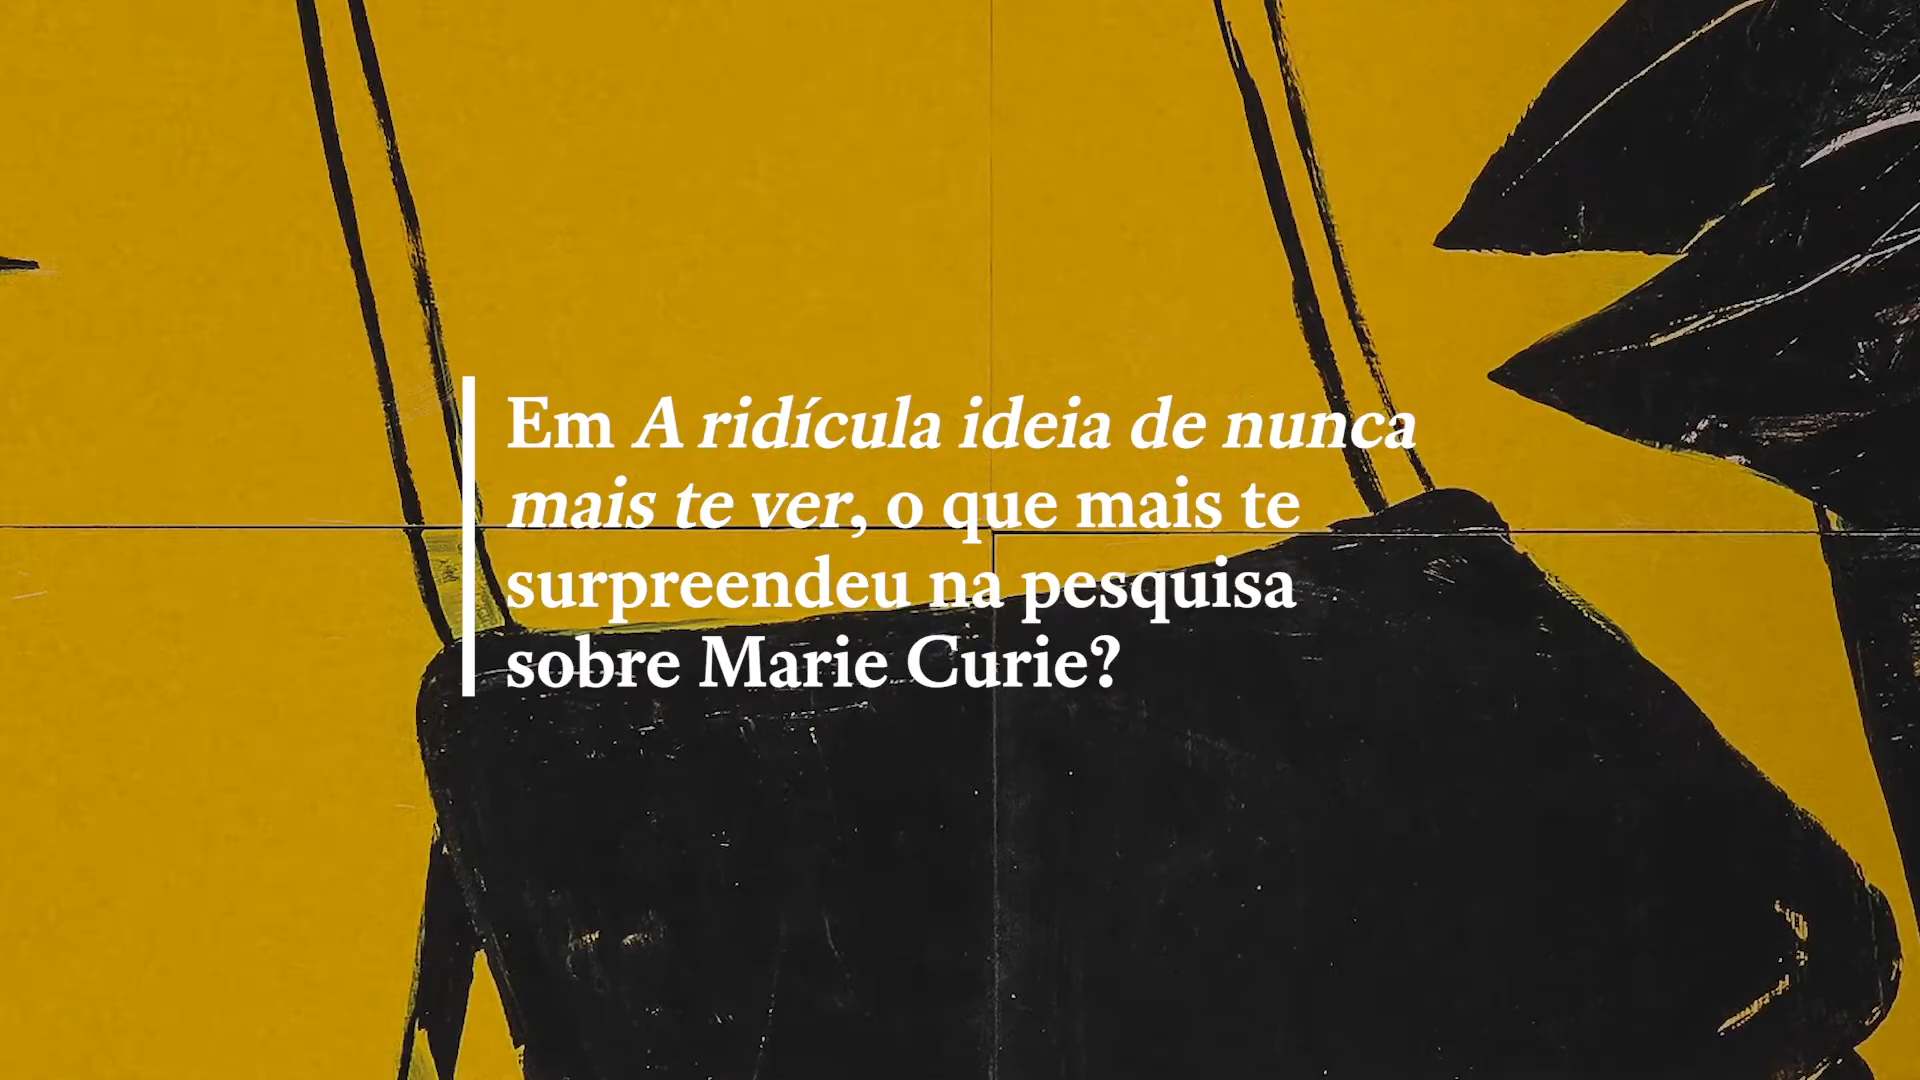 Em A ridícula ideia de nunca
mais te ver, o que mais te
surpreendeu na pesquisa
sobre Marie Curie?